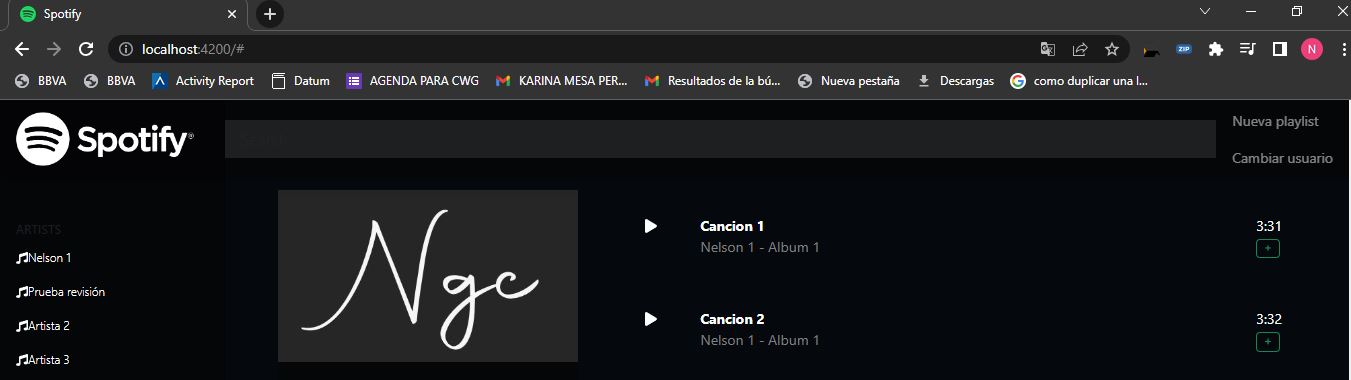 Spotify
localhost:4200/#
BBVA BBVA Activity Report Datum AGENDA PARA CWG KARINA MESA PER... Resultados de la bú... Nueva pestaña Descargas como duplicar una l...
ZIP N
Spotify®
Search
Nueva playlist
Cambiar usuario
ARTISTS
Nelson 1
Prueba revisión
Artista 2
Artista 3
Ngc
Cancion 1 3:31
Nelson 1 - Album 1 +
Cancion 2 3:32
Nelson 1 - Album 1 +